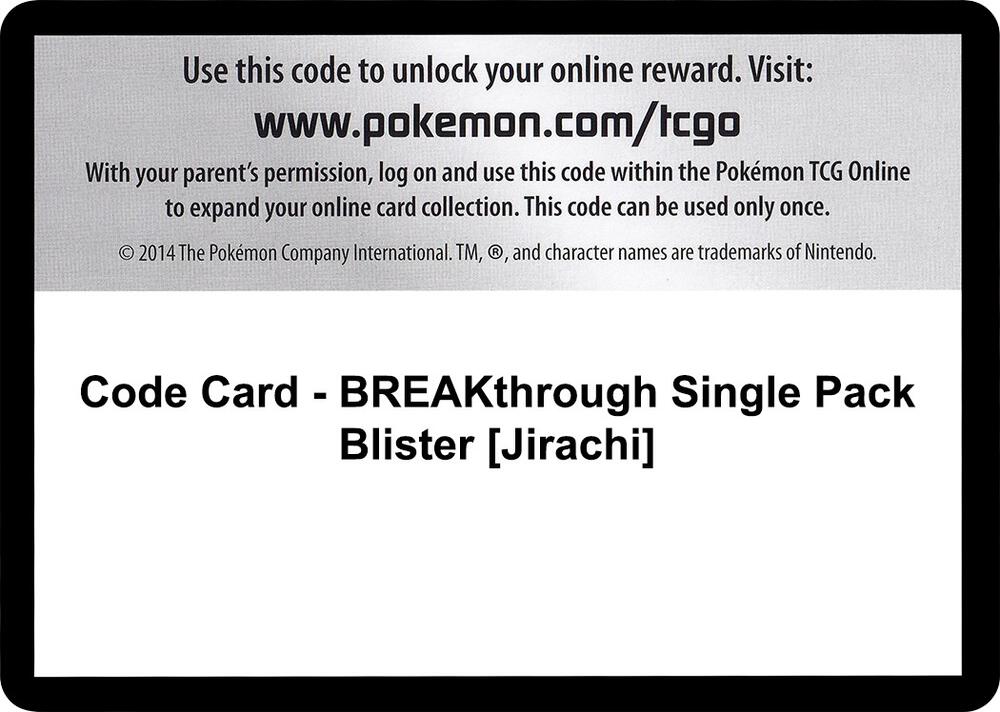 Use this code to unlock your online reward. Visit:
www.pokemon.com/tcgo
With your parent's permission, log on and use this code within the Pokémon TCG Online
to expand your online card collection. This code can be used only once.
© 2014 The Pokémon Company International. TM, ®, and character names are trademarks of Nintendo.
Code Card - BREAKthrough Single Pack
Blister [Jirachi]